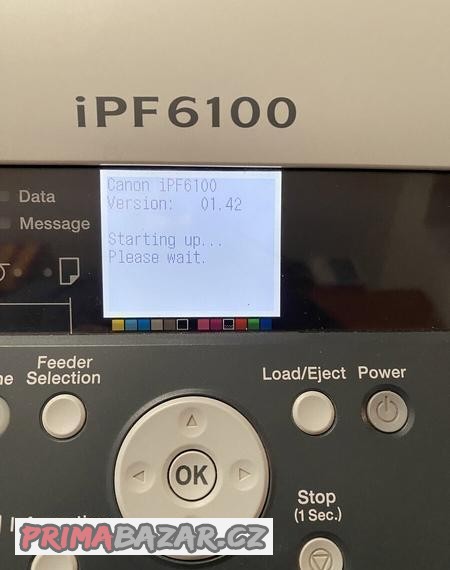 iPF6100
Canon iPF6100
Version: 01.42
Starting up...
Please wait.
Data
Message
Feeder
Selection
Load/Eject
Power
OK
Stop
(1 Sec.)
PRIMABAZAR.CZ